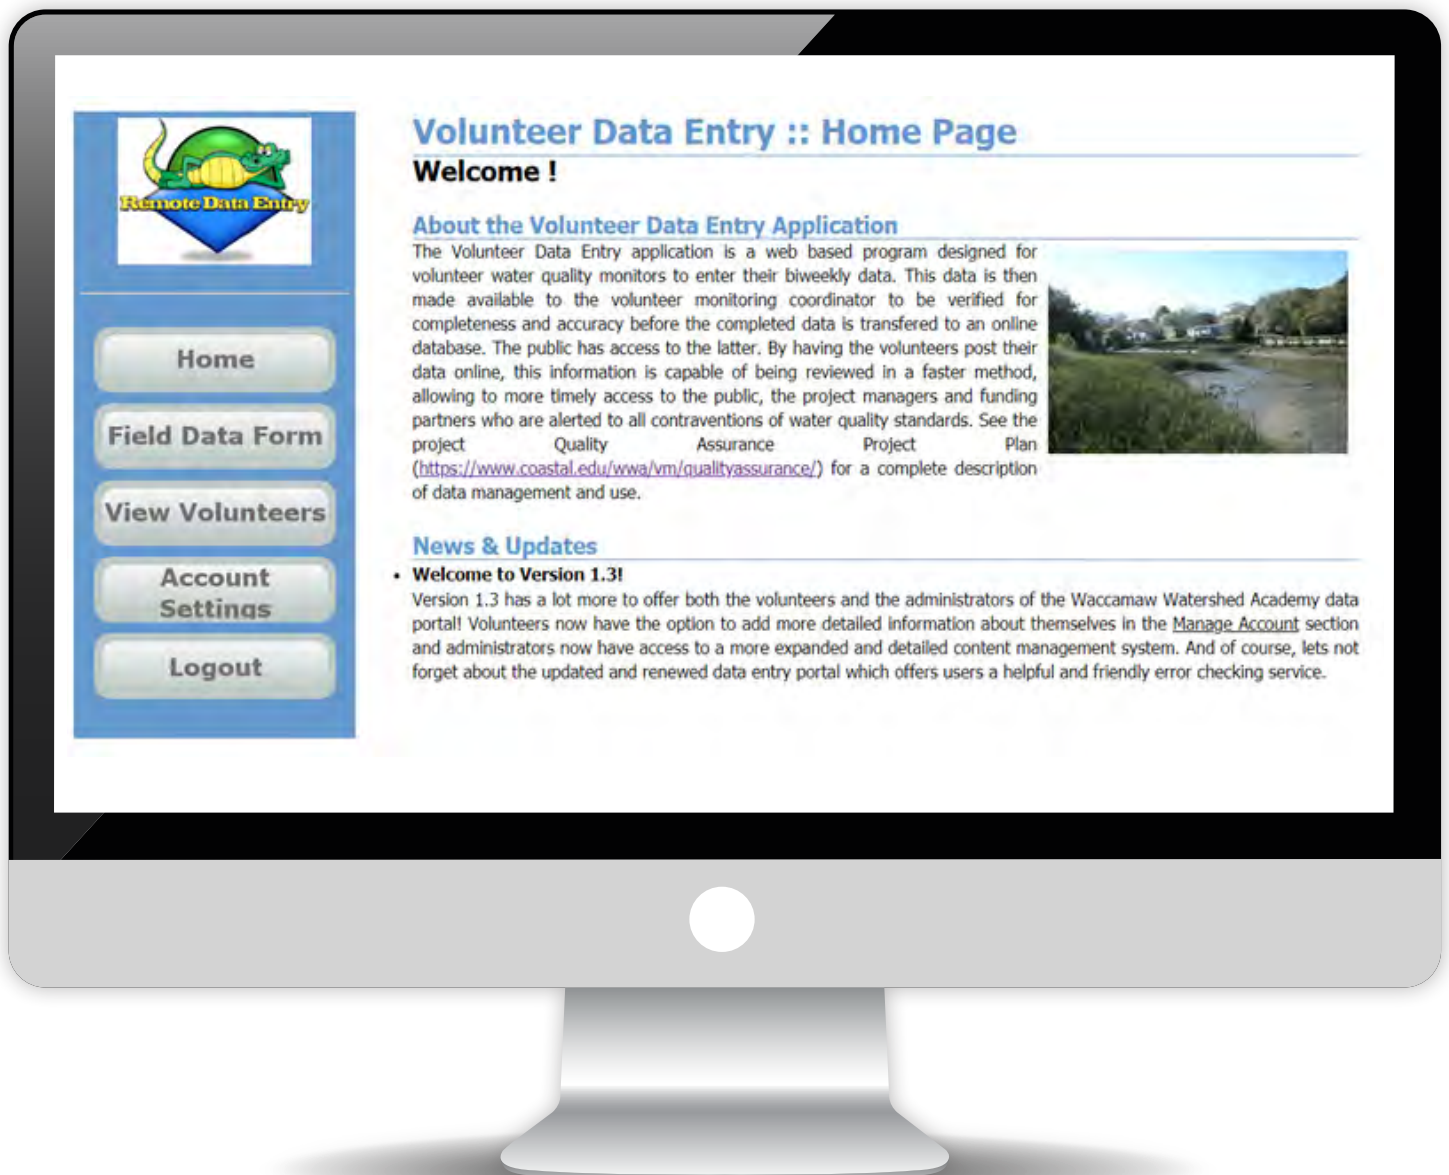 Remote Data Entry
Home
Field Data Form
View Volunteers
Account
Settings
Logout
Volunteer Data Entry :: Home Page
Welcome !
About the Volunteer Data Entry Application
The Volunteer Data Entry application is a web based program designed for
volunteer water quality monitors to enter their biweekly data. This data is then
made available to the volunteer monitoring coordinator to be verified for
completeness and accuracy before the completed data is transfered to an online
database. The public has access to the latter. By having the volunteers post their
data online, this information is capable of being reviewed in a faster method,
allowing to more timely access to the public, the project managers and funding
partners who are alerted to all contraventions of water quality standards. See the
project Quality Assurance Project Plan
(https://www.coastal.edu/wwa/vm/qualityassurance/) for a complete description
of data management and use.
News & Updates
• Welcome to Version 1.3!
Version 1.3 has a lot more to offer both the volunteers and the administrators of the Waccamaw Watershed Academy data
portal! Volunteers now have the option to add more detailed information about themselves in the Manage Account section
and administrators now have access to a more expanded and detailed content management system. And of course, lets not
forget about the updated and renewed data entry portal which offers users a helpful and friendly error checking service.